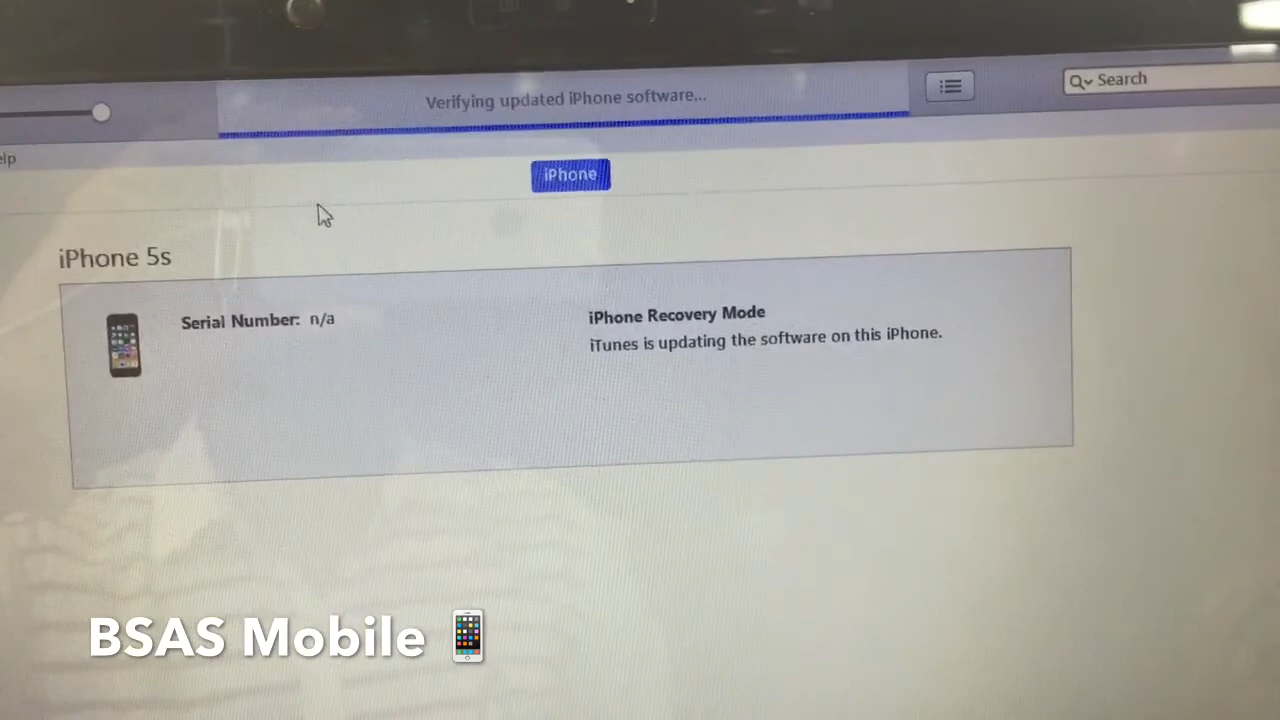 Verifying updated iPhone software...
Search
elp
iPhone
iPhone 5s
Serial Number: n/a
iPhone Recovery Mode
iTunes is updating the software on this iPhone.
BSAS Mobile 📱